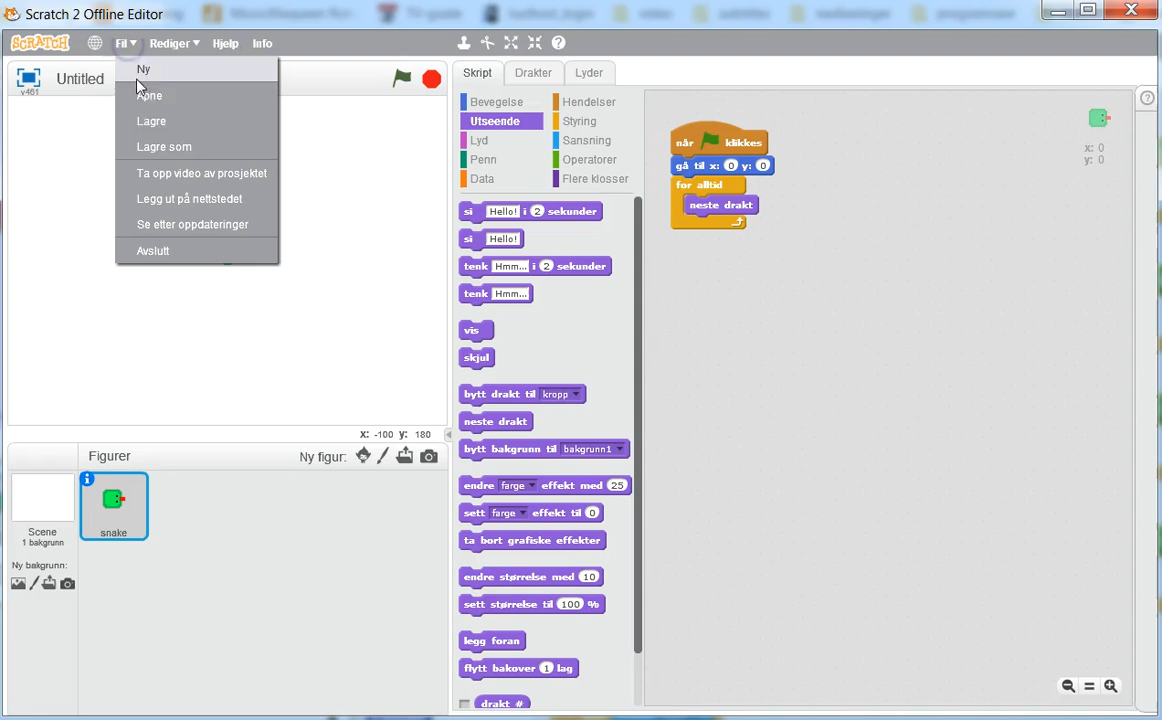 Scratch 2 Offline Editor
SCRATCH Fil Rediger Hjelp Info
v461
Untitled
Ny
Åpne
Lagre
Lagre som
Ta opp video av prosjektet
Legg ut på nettstedet
Se etter oppdateringer
Avslutt
x: -100 y: 180
Figurer
Ny figur:
Scene
1 bakgrunn
Ny bakgrunn:
snake
Skript Drakter Lyder
Bevegelse Hendelser
Utseende Styring
Lyd Sansning
Penn Operatorer
Data Flere klosser
si Hello! i 2 sekunder
si Hello!
tenk Hmm... i 2 sekunder
tenk Hmm...
vis
skjul
bytt drakt til kropp
neste drakt
bytt bakgrunn til bakgrunn1
endre farge effekt med 25
sett farge effekt til 0
ta bort grafiske effekter
endre størrelse med 10
sett størrelse til 100 %
legg foran
flytt bakover 1 lag
drakt #
når klikkes
gå til x: 0 y: 0
for alltid
neste drakt
x: 0
y: 0